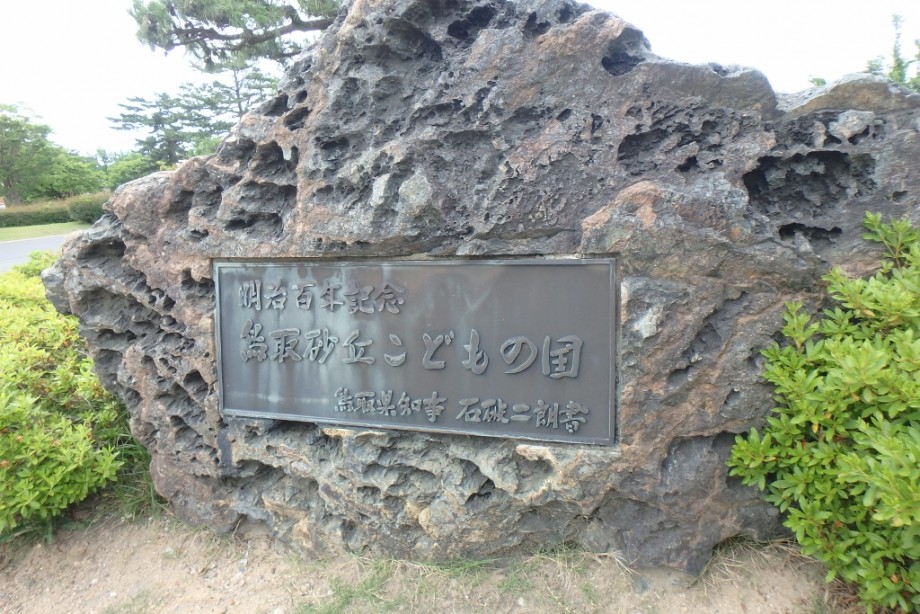 明治百年記念
鳥取砂丘こどもの国
鳥取県知事 石破二朗書